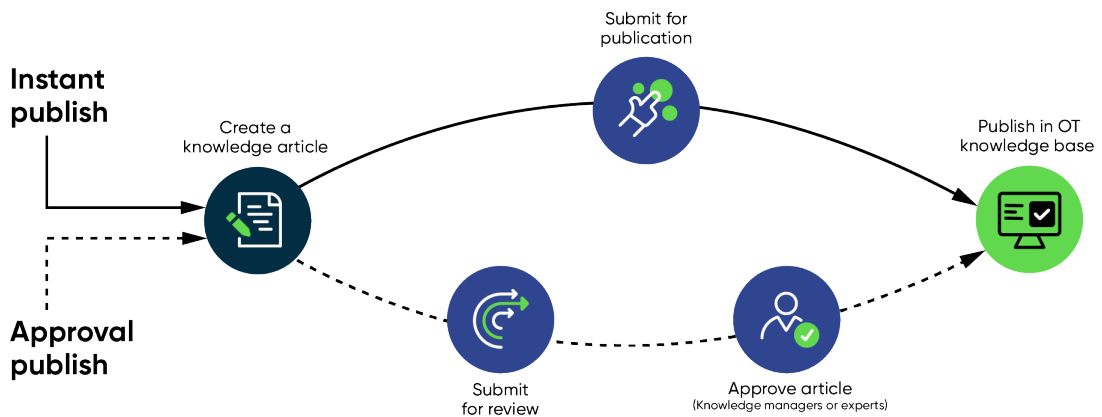 Instant
publish
Create a
knowledge article
Submit for
publication
Publish in OT
knowledge base
Approval
publish
Submit
for review
Approve article
(Knowledge managers or experts)